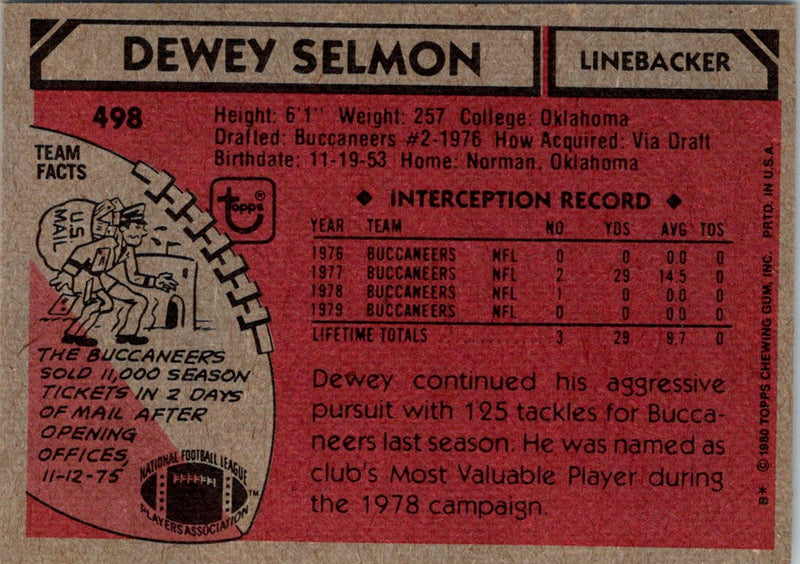 DEWEY SELMON
LINEBACKER
498
Height: 6'1" Weight: 257 College: Oklahoma
Drafted: Buccaneers #2-1976 How Acquired: Via Draft
Birthdate: 11-19-53 Home: Norman, Oklahoma
TEAM
FACTS
U.S.
MAIL
topps®
◆ INTERCEPTION RECORD ◆
YEAR TEAM NO YDS AVG TDS
1976 BUCCANEERS NFL 0 0 0.0 0
1977 BUCCANEERS NFL 2 29 14.5 0
1978 BUCCANEERS NFL 1 0 0.0 0
1979 BUCCANEERS NFL 0 0 0.0 0
LIFETIME TOTALS 3 29 9.7 0
THE BUCCANEERS
SOLD 11,000 SEASON
TICKETS IN 2 DAYS
OF MAIL AFTER
OPENING
OFFICES,
11-12-75
NATIONAL FOOTBALL LEAGUE
PLAYERS ASSOCIATION™
Dewey continued his aggressive
pursuit with 125 tackles for Bucca-
neers last season. He was named as
club's Most Valuable Player during
the 1978 campaign.
B* © 1980 TOPPS CHEWING GUM, INC. PRTD. IN U.S.A.